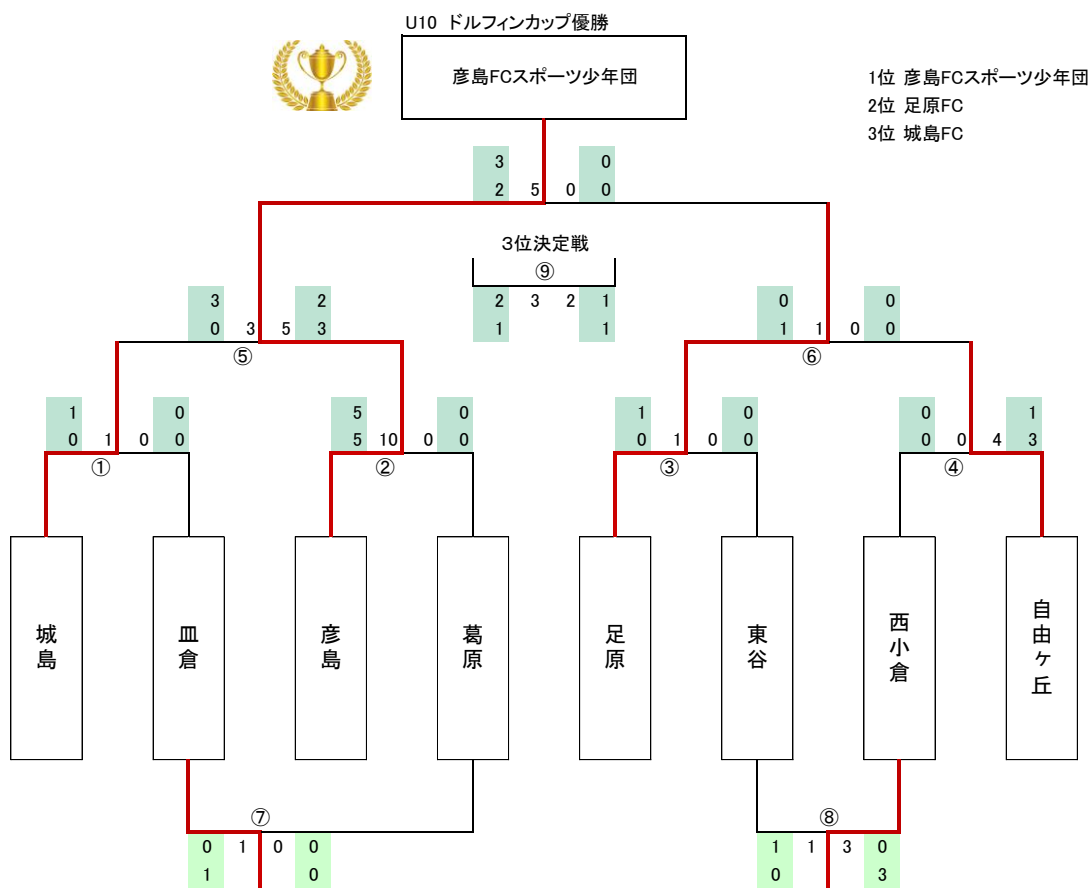 U10 ドルフィンカップ優勝
彦島FCスポーツ少年団
1位 彦島FCスポーツ少年団
2位 足原FC
3位 城島FC
3 0
2 5 0 0
3位決定戦
⑨
3 2 2 3 2 1 0 0
0 3 5 3 1 1 1 1 0 0
⑤ ⑥
1 0 5 0 1 0 0 1
0 1 0 0 5 10 0 0 0 1 0 0 0 0 4 3
① ② ③ ④
城島
皿倉
彦島
葛原
足原
東谷
西小倉
自由ヶ丘
⑦ ⑧
0 1 0 0 1 1 3 0
1 0 0 3